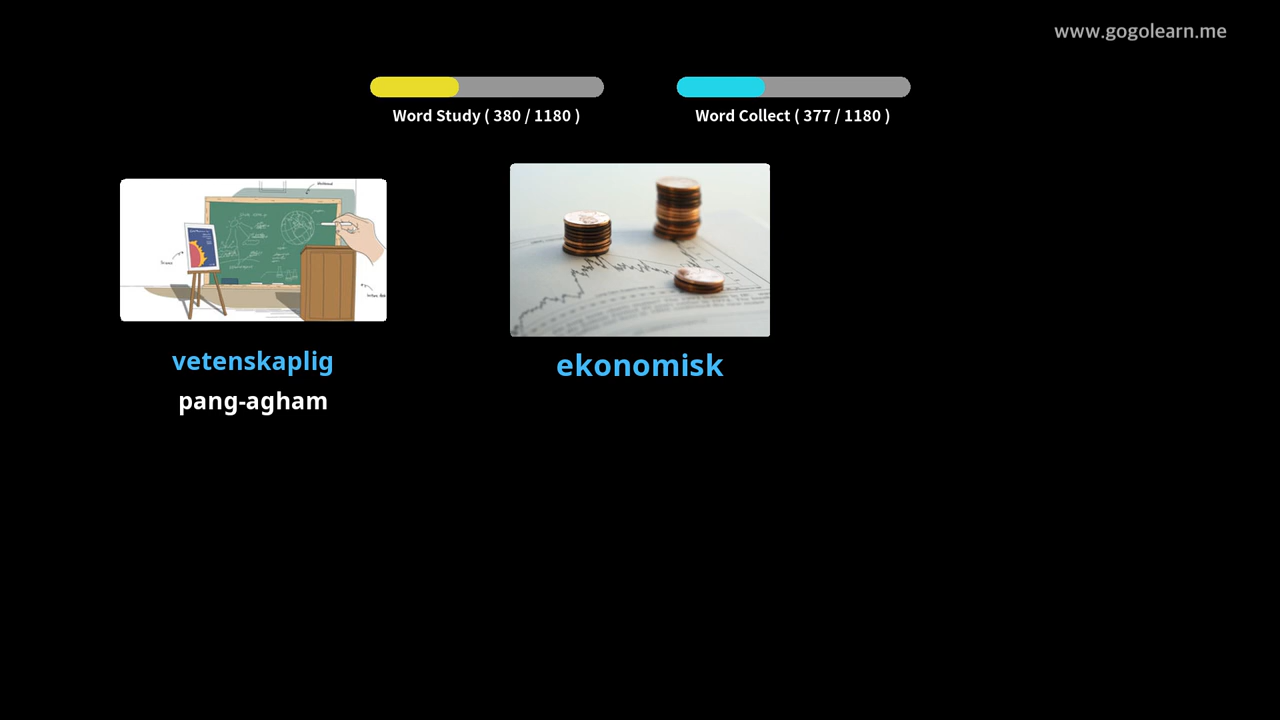 www.gogolearn.me
Word Study ( 380 / 1180 )
Word Collect ( 377 / 1180 )
vetenskaplig
pang-agham
ekonomisk